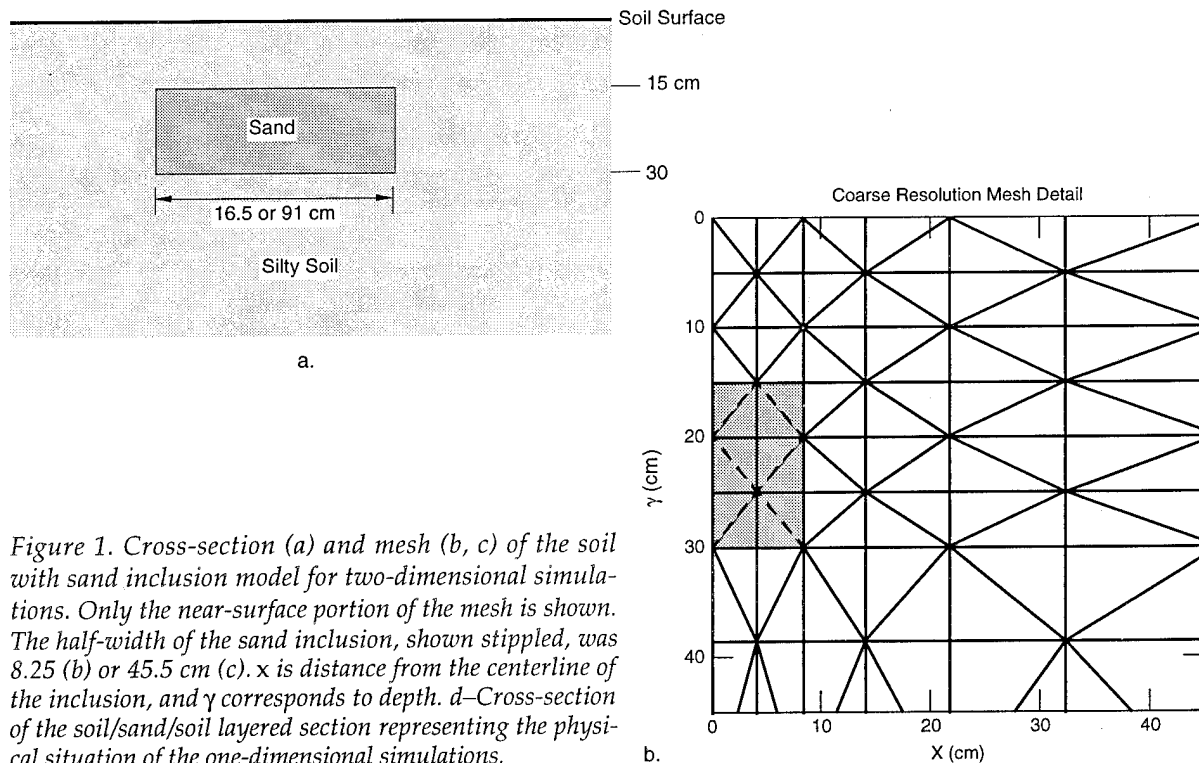 Soil Surface
15 cm
Sand
30
16.5 or 91 cm
Silty Soil
a.
Coarse Resolution Mesh Detail
0
10
20
30
40
γ (cm)
0
10
20
30
40
X (cm)
b.
Figure 1. Cross-section (a) and mesh (b, c) of the soil
with sand inclusion model for two-dimensional simula-
tions. Only the near-surface portion of the mesh is shown.
The half-width of the sand inclusion, shown stippled, was
8.25 (b) or 45.5 cm (c). x is distance from the centerline of
the inclusion, and γ corresponds to depth. d–Cross-section
of the soil/sand/soil layered section representing the physi-
cal situation of the one-dimensional simulations.